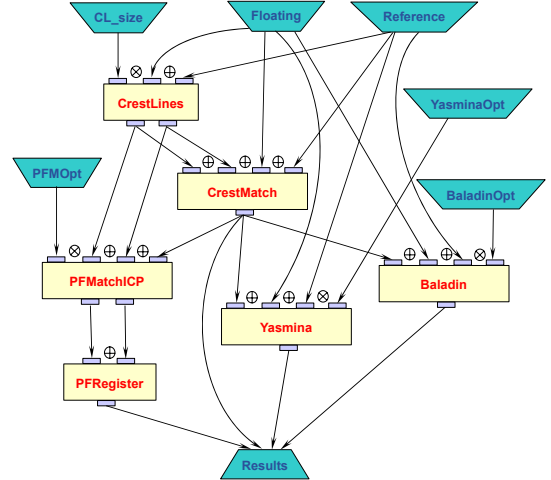 CL_size
Floating
Reference
⊗ ⊕
CrestLines
YasminaOpt
⊕ ⊕ ⊕
PFMOpt
CrestMatch
BaladinOpt
⊗ ⊕ ⊕
⊕ ⊕ ⊗
PFMatchICP
Baladin
⊕ ⊕ ⊗
Yasmina
⊕
PFRegister
Results